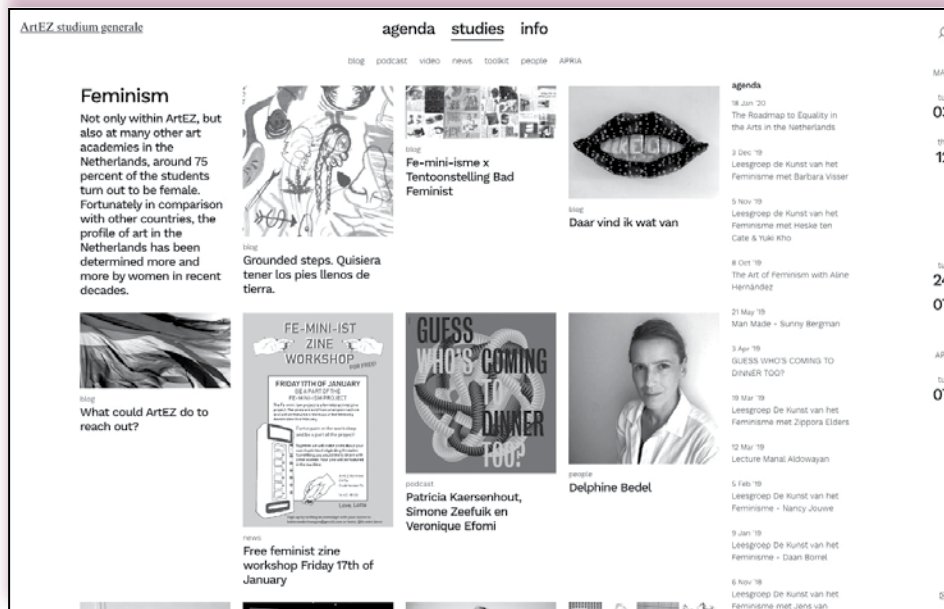 ArtEZ studium generale
agenda studies info
blog podcast video news toolkit people APRIA
Feminism
Not only within ArtEZ, but
also at many other art
academies in the
Netherlands, around 75
percent of the students
turn out to be female.
Fortunately in comparison
with other countries, the
profile of art in the
Netherlands has been
determined more and
more by women in recent
decades.
blog
Grounded steps. Quisiera
tener los pies llenos de
tierra.
blog
Fe-mini-isme x
Tentoonstelling Bad
Feminist
blog
Daar vind ik wat van
blog
What could ArtEZ do to
reach out?
FE-MINI-IST
ZINE
WORKSHOP
FOR FREE!
FRIDAY 17TH OF JANUARY
BE A PART OF THE
FE-MINI-ISM PROJECT
Love, Lotte
news
Free feminist zine
workshop Friday 17th of
January
GUESS
WHO'S COMING
TO
DINNER
TOO?
podcast
Patricia Kaersenhout,
Simone Zeefuik en
Veronique Efomi
people
Delphine Bedel
agenda
18 Jan '20
The Roadmap to Equality in
the Arts in the Netherlands
3 Dec '19
Leesgroep de Kunst van het
Feminisme met Barbara Visser
5 Nov '19
Leesgroep de Kunst van het
Feminisme met Heske ten
Cate & Yuki Kho
8 Oct '19
The Art of Feminism with Aline
Hernández
21 May '19
Man Made - Sunny Bergman
3 Apr '19
GUESS WHO'S COMING TO
DINNER TOO?
19 Mar '19
Leesgroep De Kunst van het
Feminisme met Zippora Elders
12 Mar '19
Lecture Manal Aldowayan
5 Feb '19
Leesgroep De Kunst van het
Feminisme - Nancy Jouwe
9 Jan '19
Leesgroep De Kunst van het
Feminisme - Daan Borrel
6 Nov '18
Leesgroep De Kunst van het
Feminisme met Jens van